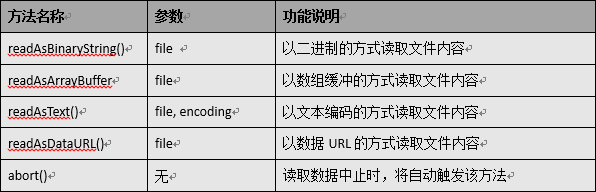 方法名称 参数 功能说明
readAsBinaryString() file 以二进制的方式读取文件内容
readAsArrayBuffer file 以数组缓冲的方式读取文件内容
readAsText() file, encoding 以文本编码的方式读取文件内容
readAsDataURL() file 以数据 URL 的方式读取文件内容
abort() 无 读取数据中止时，将自动触发该方法